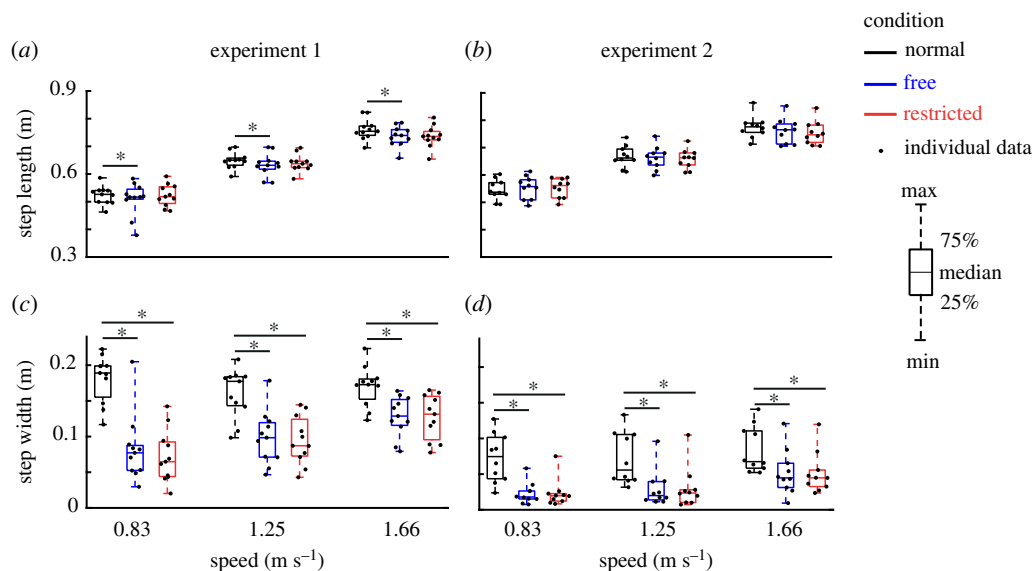 (a)
experiment 1
(b)
experiment 2
condition
normal
free
restricted
individual data
max
75%
median
25%
min
step length (m)
0.9
0.6
0.3
*
*
*
(c)
(d)
step width (m)
0.2
0.1
0
*
*
*
*
*
*
*
*
*
*
*
*
0.83
1.25
1.66
speed (m s⁻¹)
0.83
1.25
1.66
speed (m s⁻¹)